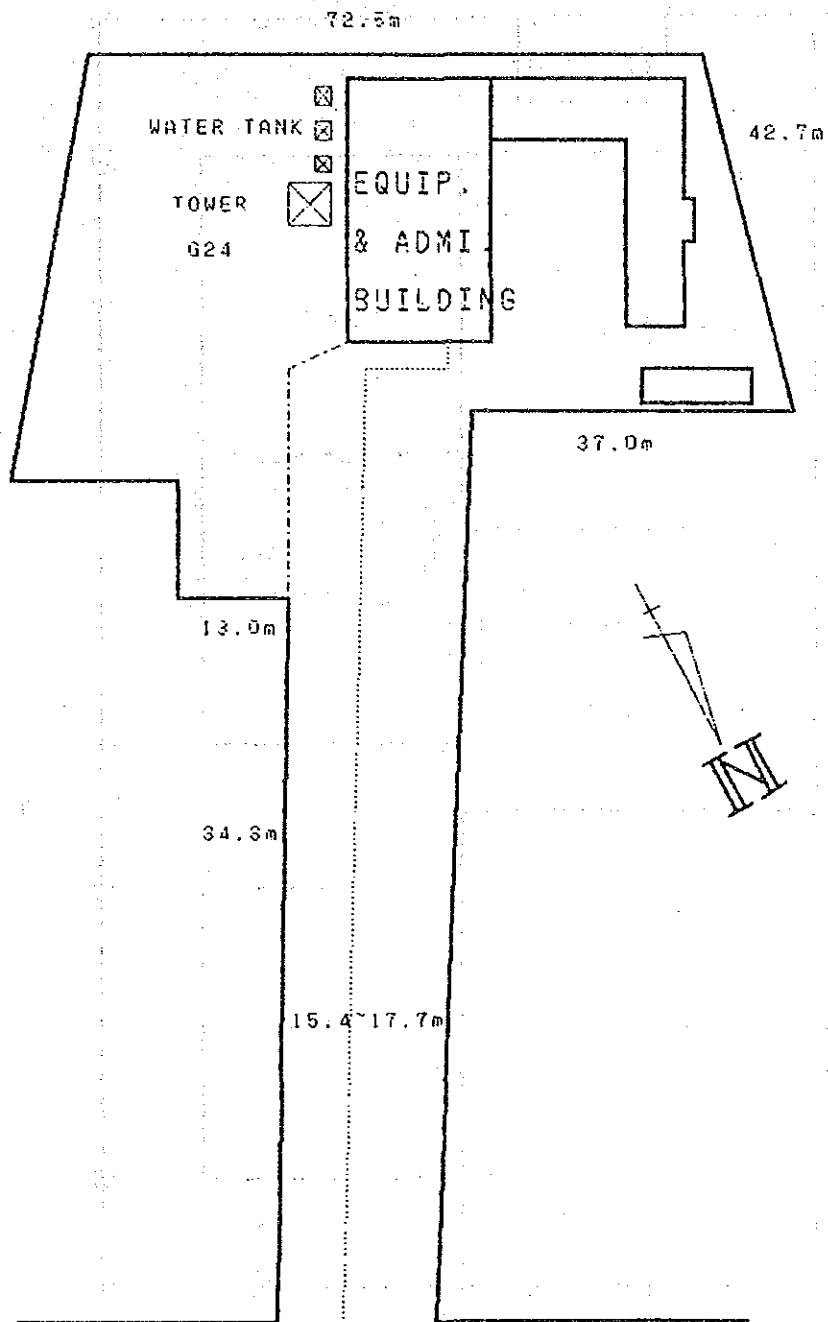 72.5m
42.7m
WATER TANK
TOWER
G24
EQUIP.
& ADMI.
BUILDING
37.0m
13.0m
34.3m
15.4~17.7m
N